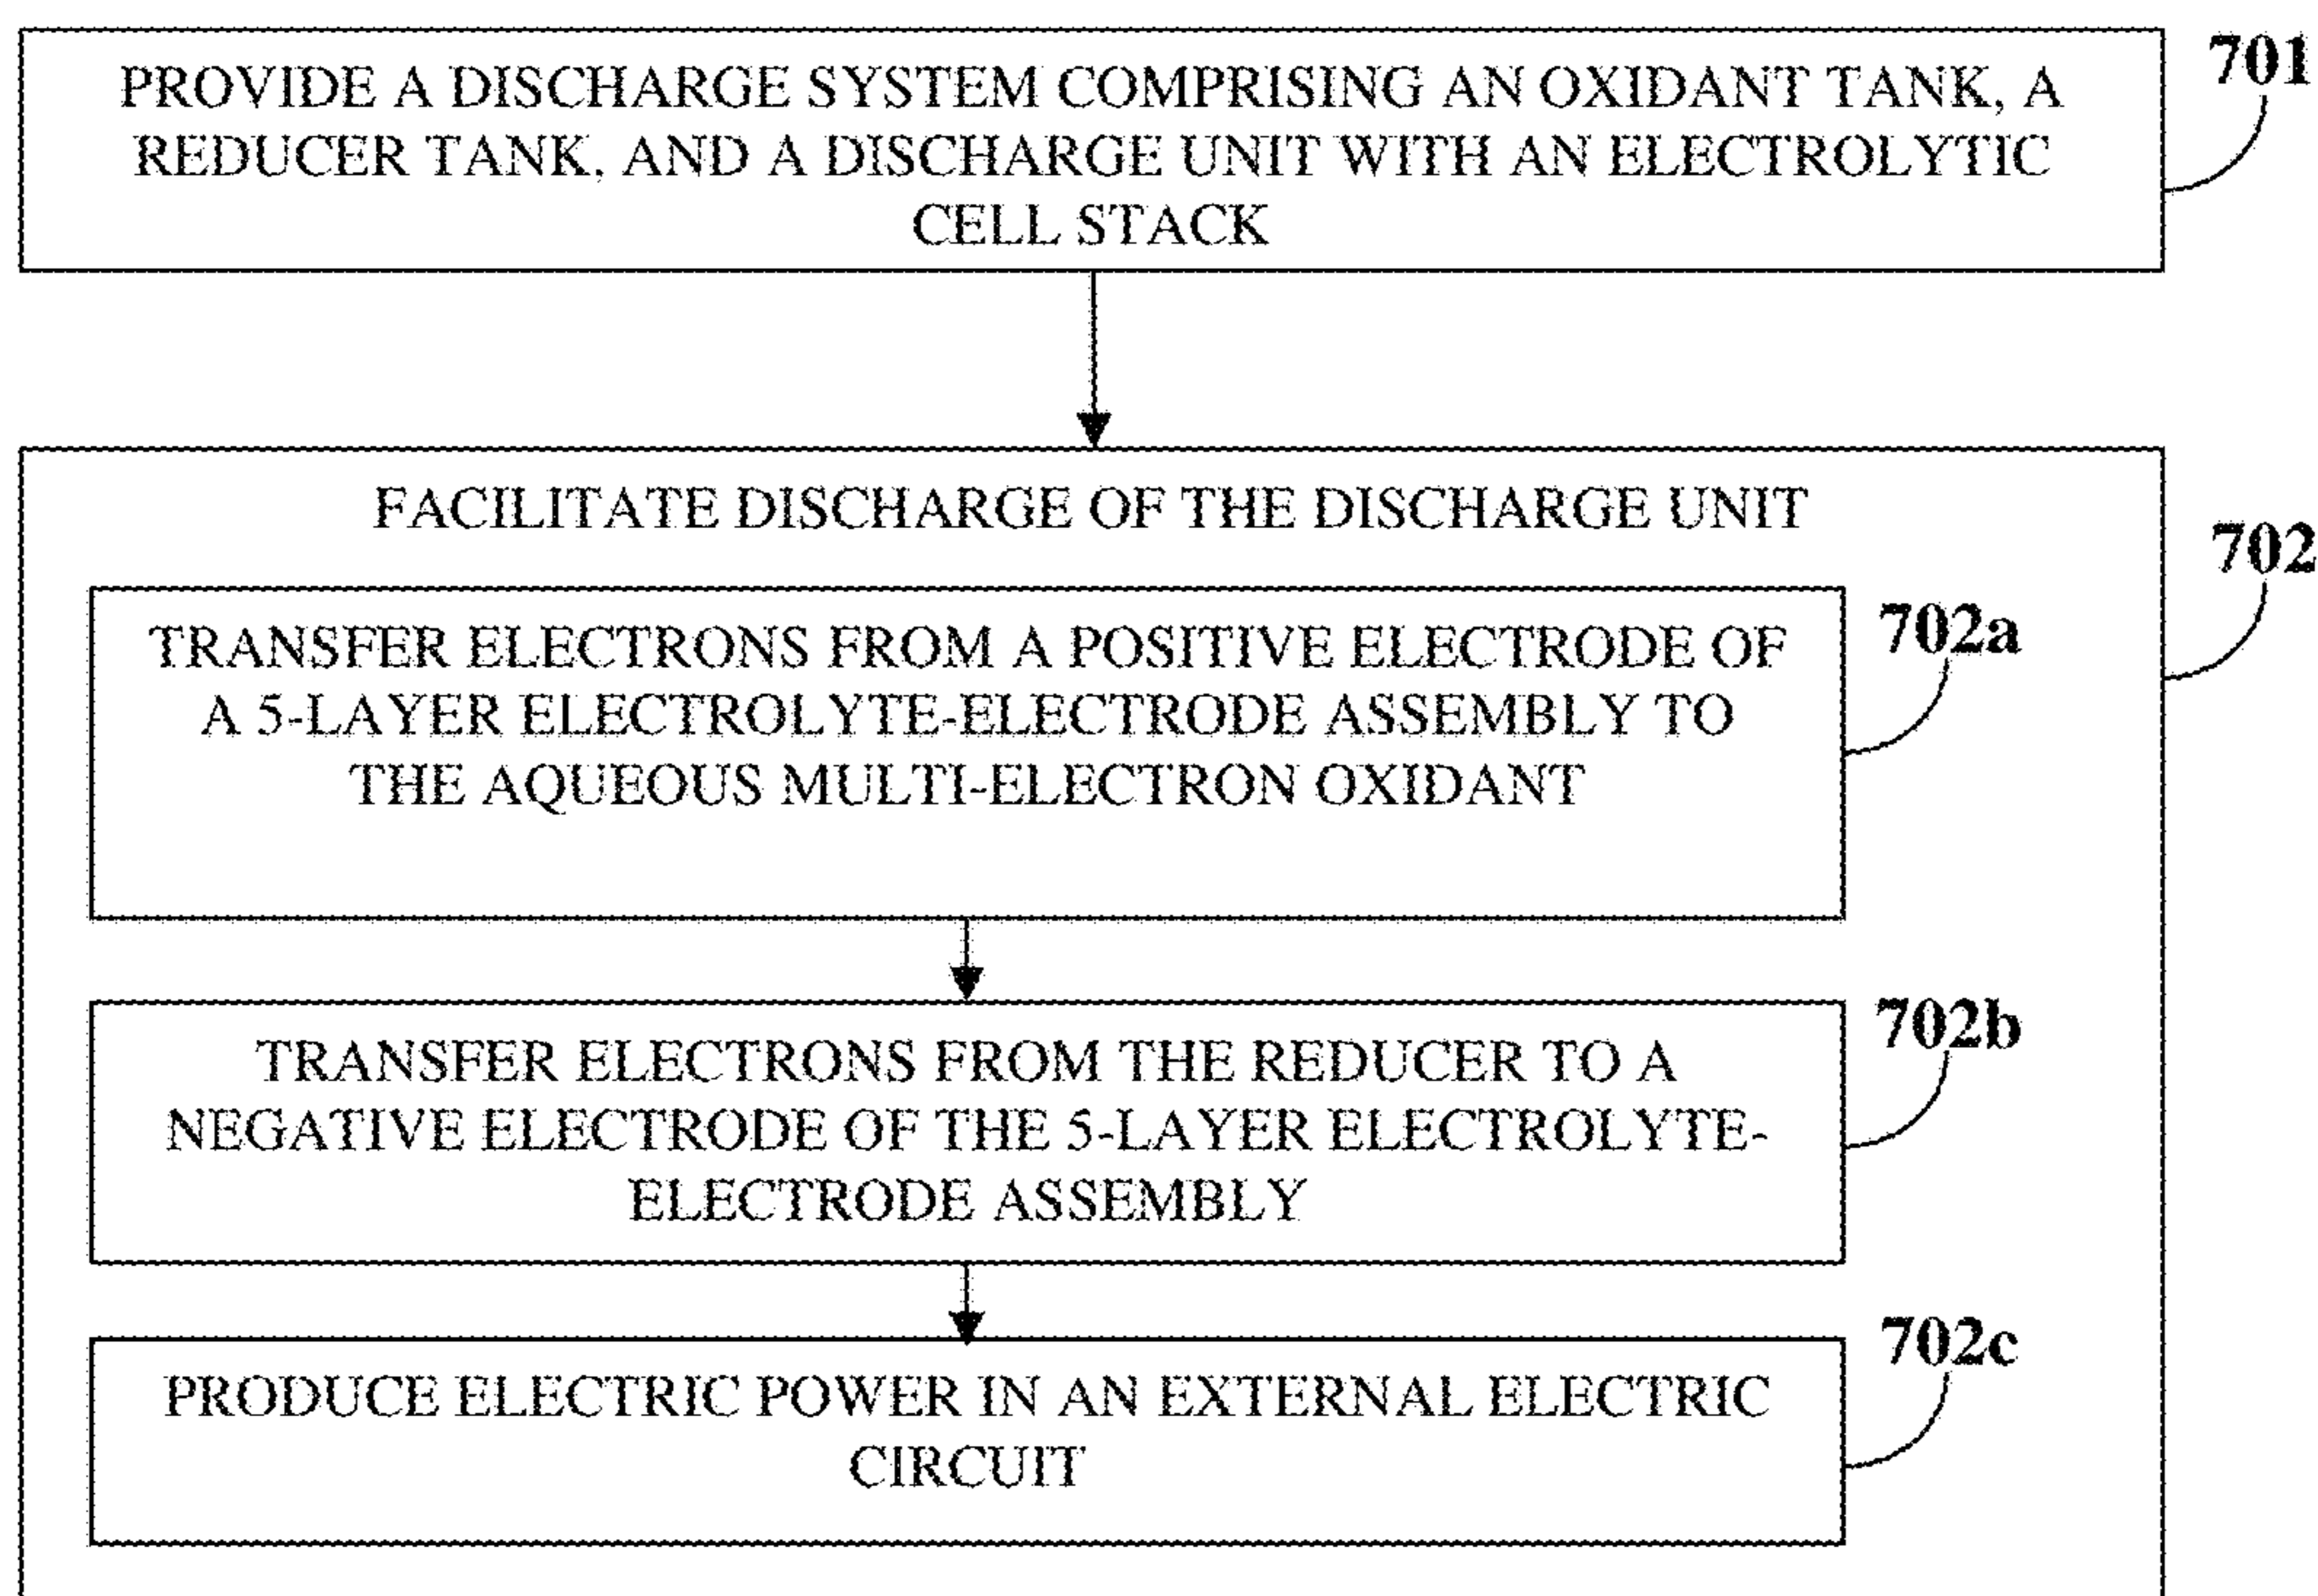 PROVIDE A DISCHARGE SYSTEM COMPRISING AN OXIDANT TANK, A
REDUCER TANK, AND A DISCHARGE UNIT WITH AN ELECTROLYTIC
CELL STACK
701
FACILITATE DISCHARGE OF THE DISCHARGE UNIT
702
TRANSFER ELECTRONS FROM A POSITIVE ELECTRODE OF
A 5-LAYER ELECTROLYTE-ELECTRODE ASSEMBLY TO
THE AQUEOUS MULTI-ELECTRON OXIDANT
702a
TRANSFER ELECTRONS FROM THE REDUCER TO A
NEGATIVE ELECTRODE OF THE 5-LAYER ELECTROLYTE-
ELECTRODE ASSEMBLY
702b
PRODUCE ELECTRIC POWER IN AN EXTERNAL ELECTRIC
CIRCUIT
702c